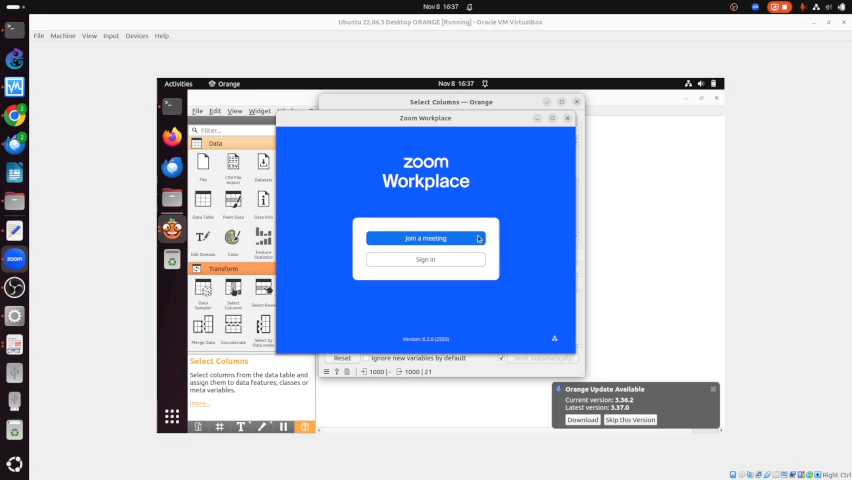 Nov 8 16:37
Ubuntu 22.04.3 Desktop ORANGE [Running] - Oracle VM VirtualBox
File Machine View Input Devices Help
Activities Orange Nov 8 16:37
Select Columns — Orange
File Edit View Widget
Zoom Workplace
Filter...
Data
File
CSV File Import
Datasets
Data Table
Paint Data
Data Info
Edit Domain
Color
Feature Statistics
Transform
Data Sampler
Select Columns
Select Rows
Merge Data
Concatenate
Select by Data Index
zoom
Workplace
Join a meeting
Sign in
Version: 6.2.6 (2503)
Reset
Ignore new variables by default
Send Automatically
1000 | - 1000 | 21
Select Columns
Select columns from the data table and
assign them to data features, classes or
meta variables.
more...
Orange Update Available
Current version: 3.36.2
Latest version: 3.37.0
Download Skip this Version
Right Ctrl